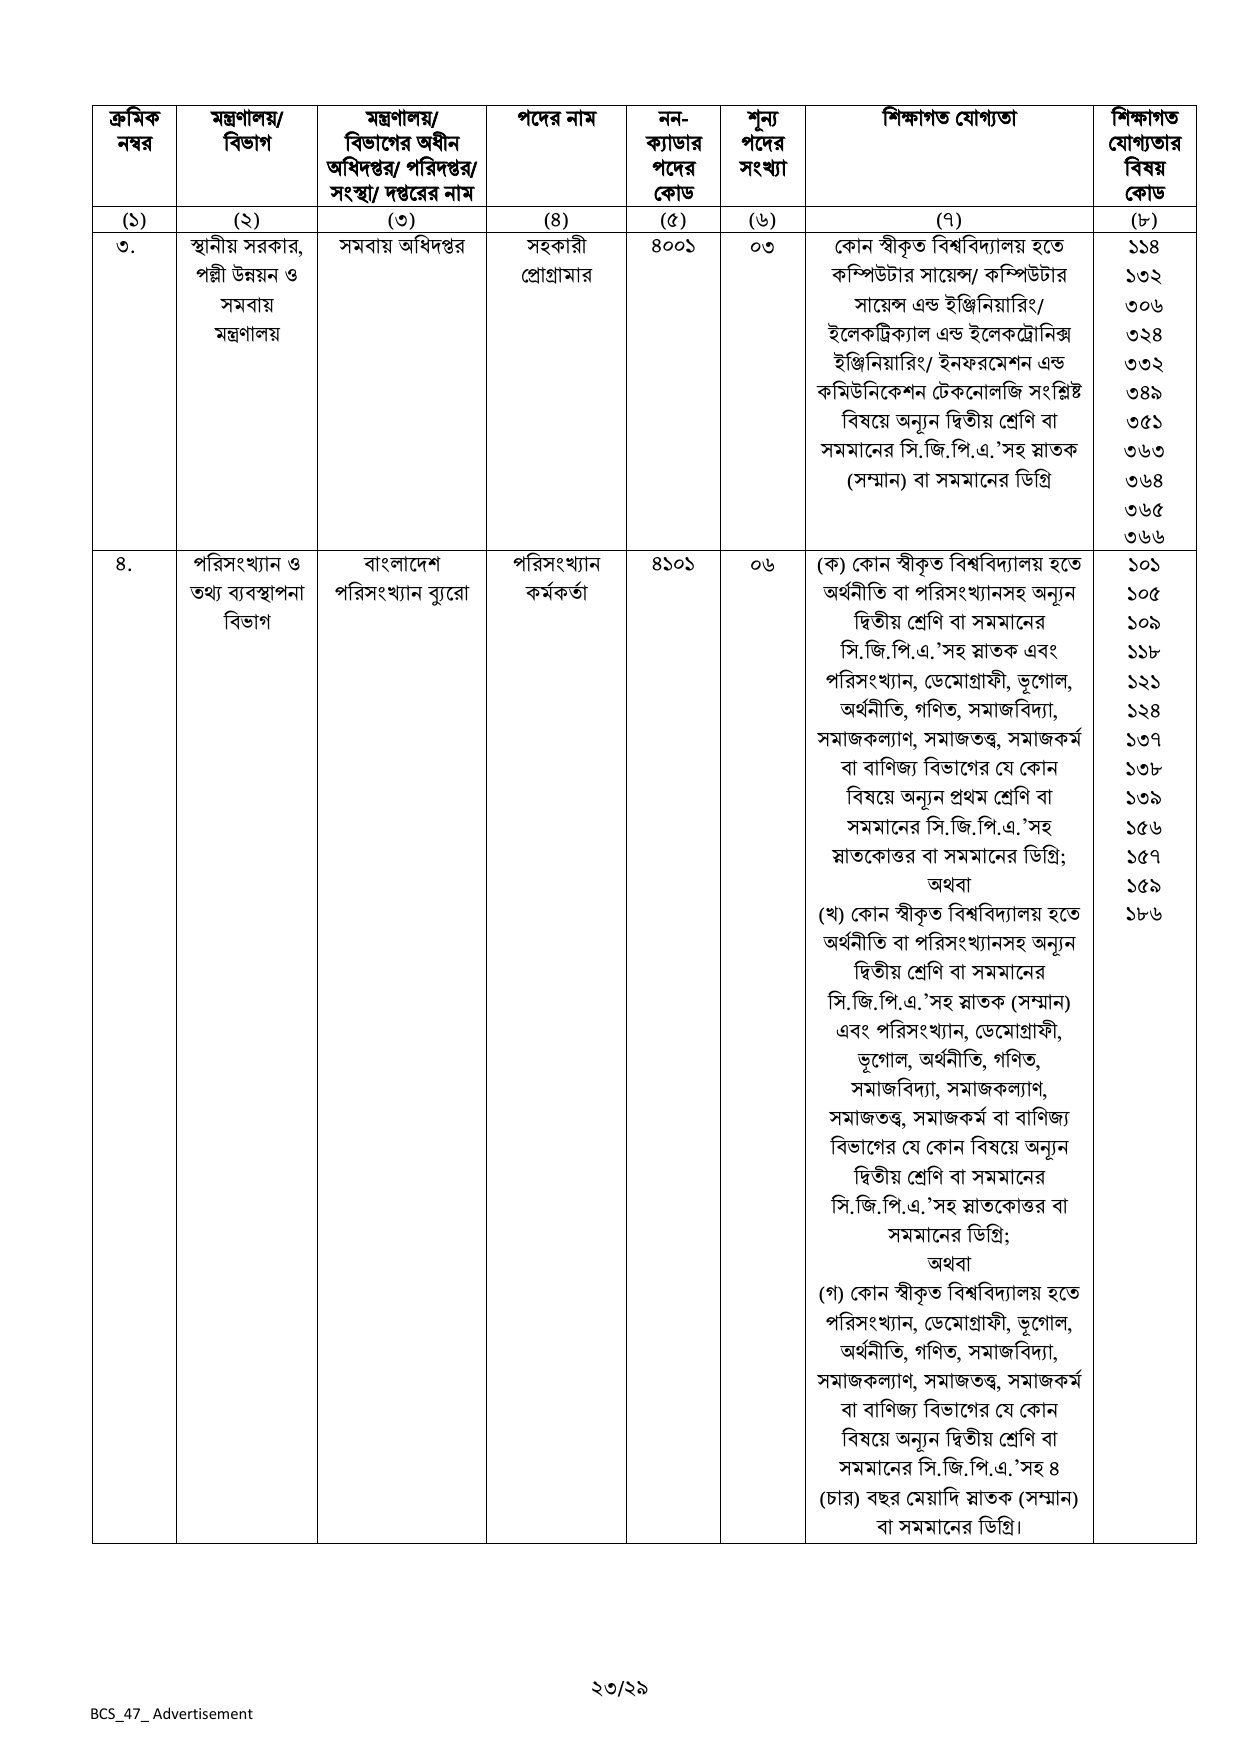 ক্রমিক
নম্বর
মন্ত্রণালয়/
বিভাগ
মন্ত্রণালয়/
বিভাগের অধীন
অধিদপ্তর/ পরিদপ্তর/
সংস্থা/ দপ্তরের নাম
পদের নাম
নন-
ক্যাডার
পদের
কোড
শূন্য
পদের
সংখ্যা
শিক্ষাগত যোগ্যতা
শিক্ষাগত
যোগ্যতার
বিষয়
কোড
(১) (২) (৩) (৪) (৫) (৬) (৭) (৮)
৩.
স্থানীয় সরকার,
পল্লী উন্নয়ন ও
সমবায়
মন্ত্রণালয়
সমবায় অধিদপ্তর
সহকারী
প্রোগ্রামার
৪০০১
০৩
কোন স্বীকৃত বিশ্ববিদ্যালয় হতে
কম্পিউটার সায়েন্স/ কম্পিউটার
সায়েন্স এন্ড ইঞ্জিনিয়ারিং/
ইলেকট্রিক্যাল এন্ড ইলেকট্রোনিক্স
ইঞ্জিনিয়ারিং/ ইনফরমেশন এন্ড
কমিউনিকেশন টেকনোলজি সংশ্লিষ্ট
বিষয়ে অন্যূন দ্বিতীয় শ্রেণি বা
সমমানের সি.জি.পি.এ.’সহ স্নাতক
(সম্মান) বা সমমানের ডিগ্রি
১১৪
১৩২
৩০৬
৩২৪
৩৩২
৩৪৯
৩৫১
৩৬৩
৩৬৪
৩৬৫
৩৬৬
৪.
পরিসংখ্যান ও
তথ্য ব্যবস্থাপনা
বিভাগ
বাংলাদেশ
পরিসংখ্যান ব্যুরো
পরিসংখ্যান
কর্মকর্তা
৪১০১
০৬
(ক) কোন স্বীকৃত বিশ্ববিদ্যালয় হতে
অর্থনীতি বা পরিসংখ্যানসহ অন্যূন
দ্বিতীয় শ্রেণি বা সমমানের
সি.জি.পি.এ.’সহ স্নাতক এবং
পরিসংখ্যান, ডেমোগ্রাফী, ভূগোল,
অর্থনীতি, গণিত, সমাজবিদ্যা,
সমাজকল্যাণ, সমাজতত্ত্ব, সমাজকর্ম
বা বাণিজ্য বিভাগের যে কোন
বিষয়ে অন্যূন প্রথম শ্রেণি বা
সমমানের সি.জি.পি.এ.’সহ
স্নাতকোত্তর বা সমমানের ডিগ্রি;
অথবা
(খ) কোন স্বীকৃত বিশ্ববিদ্যালয় হতে
অর্থনীতি বা পরিসংখ্যানসহ অন্যূন
দ্বিতীয় শ্রেণি বা সমমানের
সি.জি.পি.এ.’সহ স্নাতক (সম্মান)
এবং পরিসংখ্যান, ডেমোগ্রাফী,
ভূগোল, অর্থনীতি, গণিত,
সমাজবিদ্যা, সমাজকল্যাণ,
সমাজতত্ত্ব, সমাজকর্ম বা বাণিজ্য
বিভাগের যে কোন বিষয়ে অন্যূন
দ্বিতীয় শ্রেণি বা সমমানের
সি.জি.পি.এ.’সহ স্নাতকোত্তর বা
সমমানের ডিগ্রি;
অথবা
(গ) কোন স্বীকৃত বিশ্ববিদ্যালয় হতে
পরিসংখ্যান, ডেমোগ্রাফী, ভূগোল,
অর্থনীতি, গণিত, সমাজবিদ্যা,
সমাজকল্যাণ, সমাজতত্ত্ব, সমাজকর্ম
বা বাণিজ্য বিভাগের যে কোন
বিষয়ে অন্যূন দ্বিতীয় শ্রেণি বা
সমমানের সি.জি.পি.এ.’সহ ৪
(চার) বছর মেয়াদি স্নাতক (সম্মান)
বা সমমানের ডিগ্রি।
১০১
১০৫
১০৯
১১৮
১২১
১২৪
১৩৭
১৩৮
১৩৯
১৫৬
১৫৭
১৫৯
১৮৬
২৩/২৯
BCS_47_ Advertisement